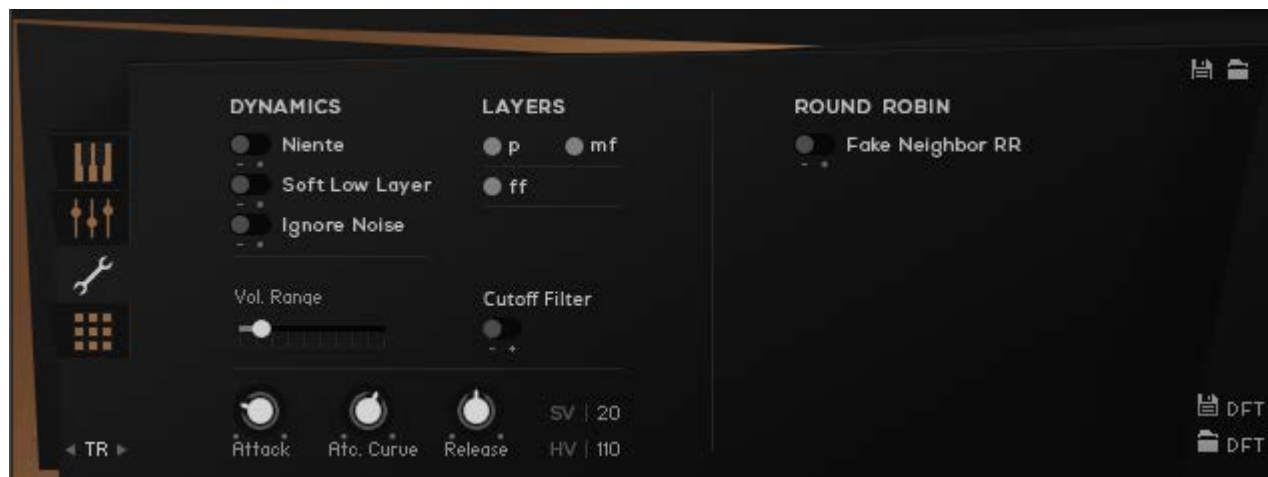 DYNAMICS LAYERS ROUND ROBIN
Niente p mf Fake Neighbor RR
Soft Low Layer ff
Ignore Noise
Vol. Range Cutoff Filter
SV | 20 DFT
TR Attack Atc. Curve Release HV | 110 DFT